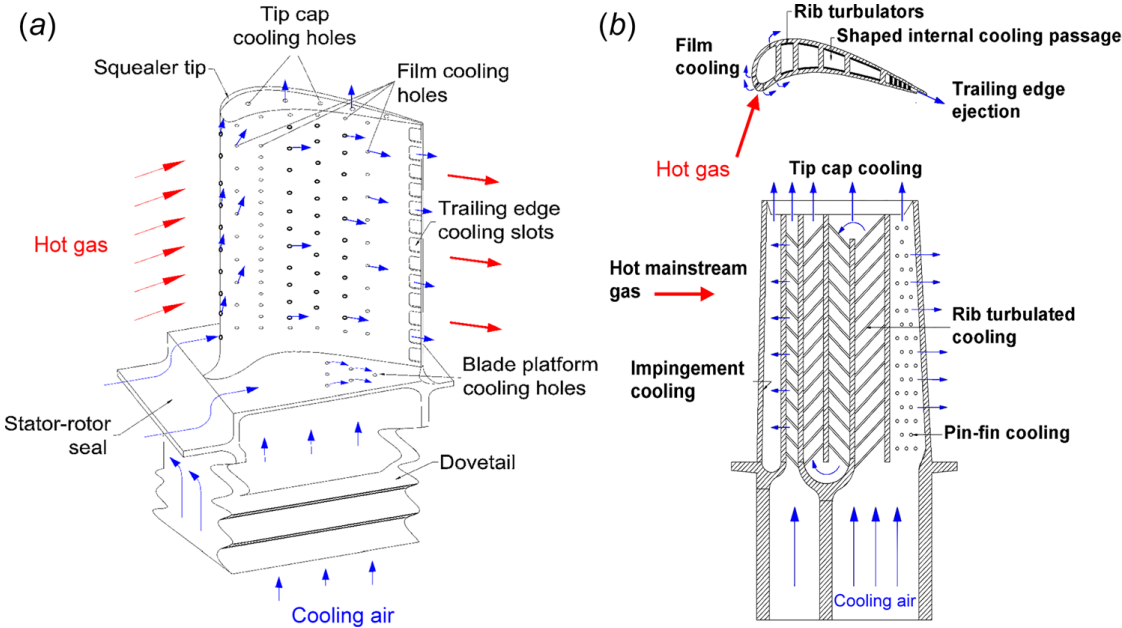 (a)
Tip cap
cooling holes
Squealer tip
Film cooling
holes
Hot gas
Trailing edge
cooling slots
Blade platform
cooling holes
Stator-rotor
seal
Dovetail
Cooling air
(b)
Rib turbulators
Shaped internal cooling passage
Film
cooling
Trailing edge
ejection
Hot gas
Tip cap cooling
Hot mainstream
gas
Rib turbulated
cooling
Impingement
cooling
Pin-fin cooling
Cooling air